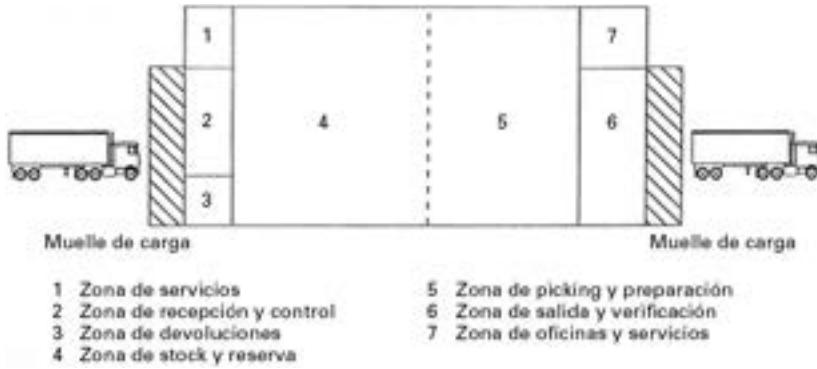 1
7
2
4
5
6
3
Muelle de carga
Muelle de carga
1 Zona de servicios
2 Zona de recepción y control
3 Zona de devoluciones
4 Zona de stock y reserva
5 Zona de picking y preparación
6 Zona de salida y verificación
7 Zona de oficinas y servicios